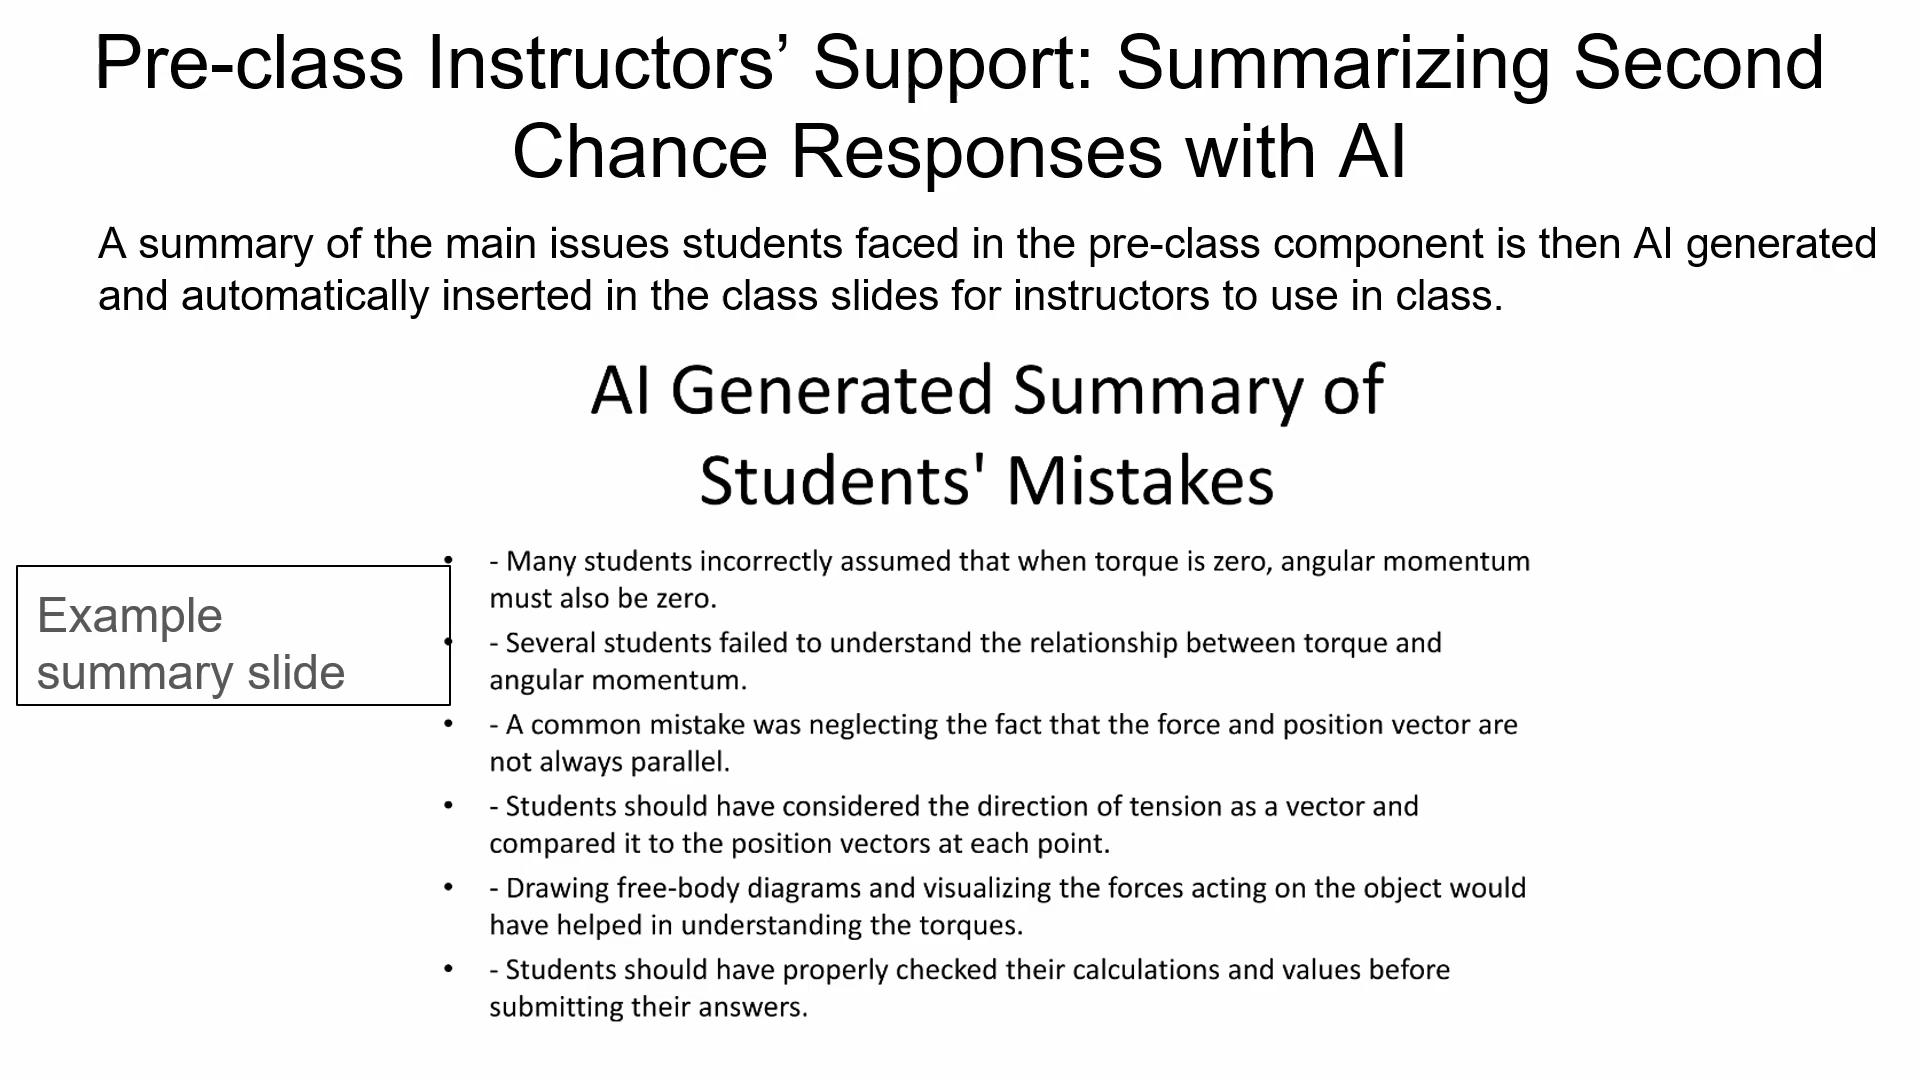 Pre-class Instructors’ Support: Summarizing Second
Chance Responses with AI
A summary of the main issues students faced in the pre-class component is then AI generated
and automatically inserted in the class slides for instructors to use in class.
AI Generated Summary of
Students' Mistakes
Example
summary slide
• - Many students incorrectly assumed that when torque is zero, angular momentum
must also be zero.
• - Several students failed to understand the relationship between torque and
angular momentum.
• - A common mistake was neglecting the fact that the force and position vector are
not always parallel.
• - Students should have considered the direction of tension as a vector and
compared it to the position vectors at each point.
• - Drawing free-body diagrams and visualizing the forces acting on the object would
have helped in understanding the torques.
• - Students should have properly checked their calculations and values before
submitting their answers.